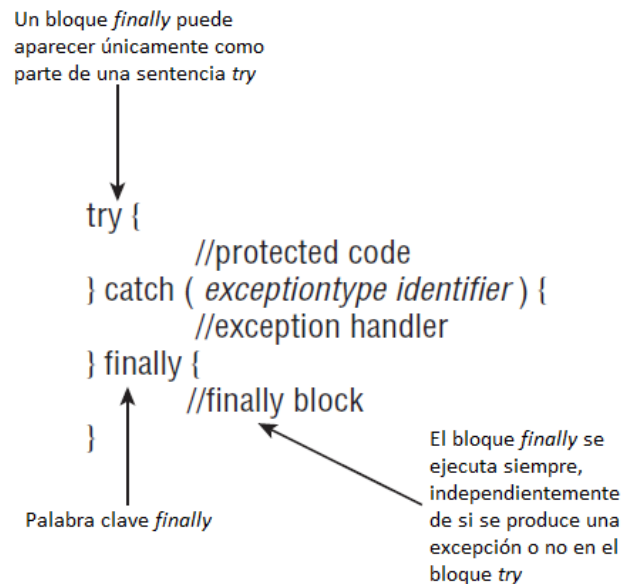 Un bloque finally puede
aparecer únicamente como
parte de una sentencia try
try {
//protected code
} catch ( exceptiontype identifier ) {
//exception handler
} finally {
//finally block
}
Palabra clave finally
El bloque finally se
ejecuta siempre,
independientemente
de si se produce una
excepción o no en el
bloque try